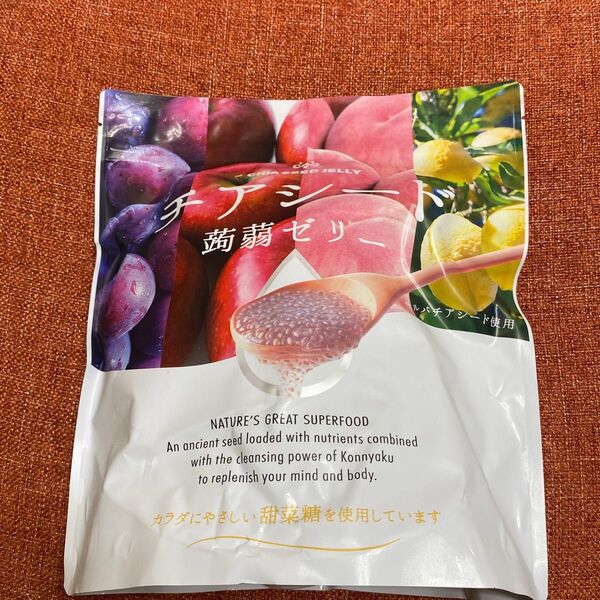 CHIASEED JELLY
チアシード
蒟蒻ゼリー
ルバチアシード使用
NATURE'S GREAT SUPERFOOD
An ancient seed loaded with nutrients combined
with the cleansing power of Konnyaku
to replenish your mind and body.
カラダにやさしい甜菜糖を使用しています